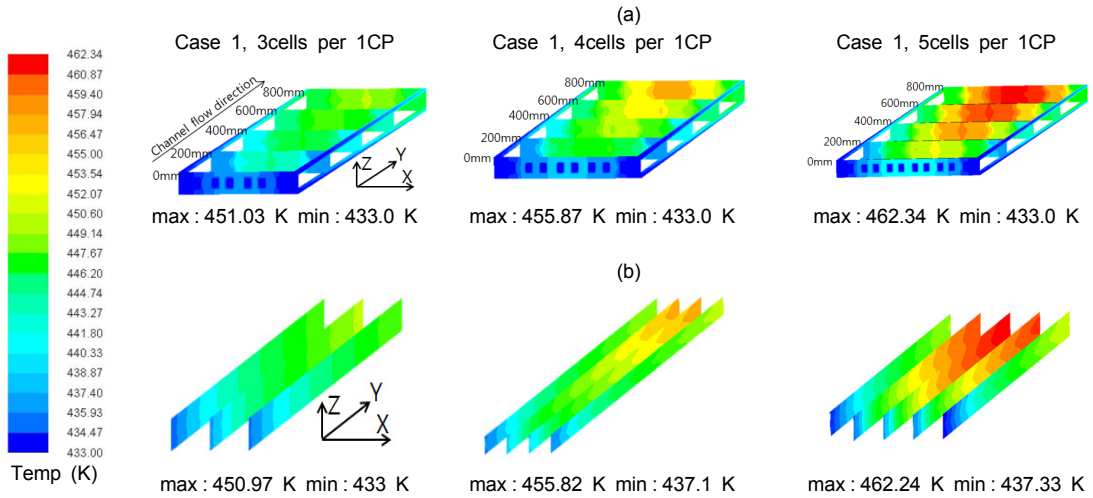 (a)
Case 1, 3cells per 1CP
Case 1, 4cells per 1CP
Case 1, 5cells per 1CP
462.34
460.87
459.40
457.94
456.47
455.00
453.54
452.07
450.60
449.14
447.67
446.20
444.74
443.27
441.80
440.33
438.87
437.40
435.93
434.47
433.00
Temp (K)
Channel flow direction
800mm
600mm
400mm
200mm
0mm
Z
Y
X
800mm
600mm
400mm
200mm
0mm
800mm
600mm
400mm
200mm
0mm
max : 451.03 K min : 433.0 K
max : 455.87 K min : 433.0 K
max : 462.34 K min : 433.0 K
(b)
Z
Y
X
max : 450.97 K min : 433 K
max : 455.82 K min : 437.1 K
max : 462.24 K min : 437.33 K